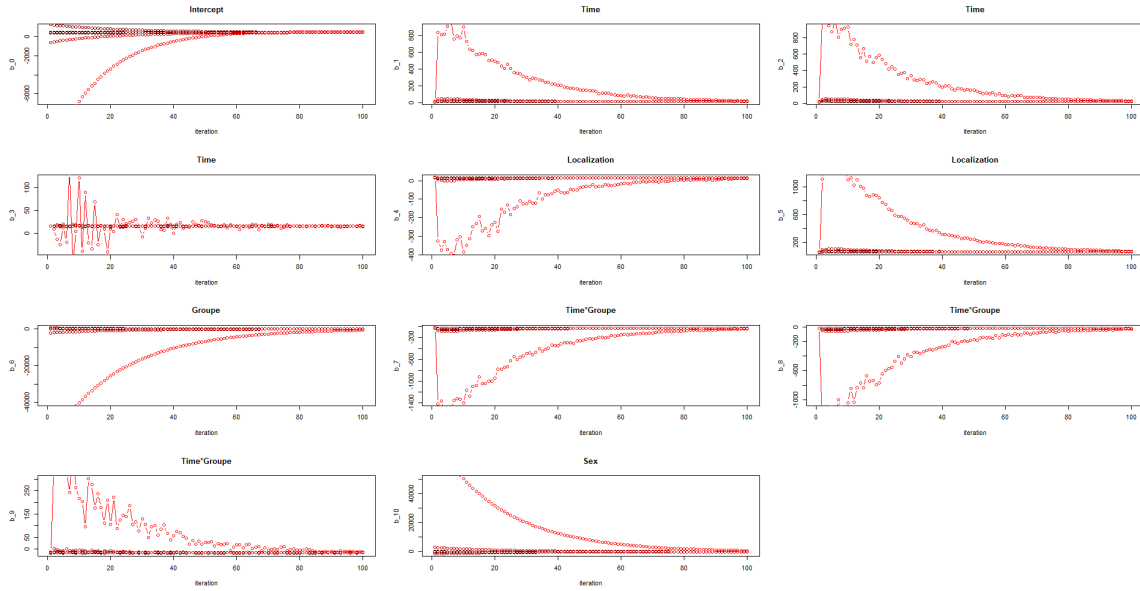 Intercept
b_0
-6000 -2000 0
0 20 40 60 80 100
iteration
Time
b_1
0 200 400 600 800
0 20 40 60 80 100
iteration
Time
b_2
0 200 400 600 800
0 20 40 60 80 100
iteration
Time
b_3
0 50 100
0 20 40 60 80 100
iteration
Localization
b_4
-400 -300 -200 -100 0
0 20 40 60 80 100
iteration
Localization
b_5
200 600 1000
0 20 40 60 80 100
iteration
Groupe
b_6
-40000 -20000 0
0 20 40 60 80 100
iteration
Time*Groupe
b_7
-1400 -1000 -600 -200
0 20 40 60 80 100
iteration
Time*Groupe
b_8
-1000 -600 -200 0
0 20 40 60 80 100
iteration
Time*Groupe
b_9
0 50 150 250
0 20 40 60 80 100
iteration
Sex
b_10
0 20000 40000
0 20 40 60 80 100
iteration